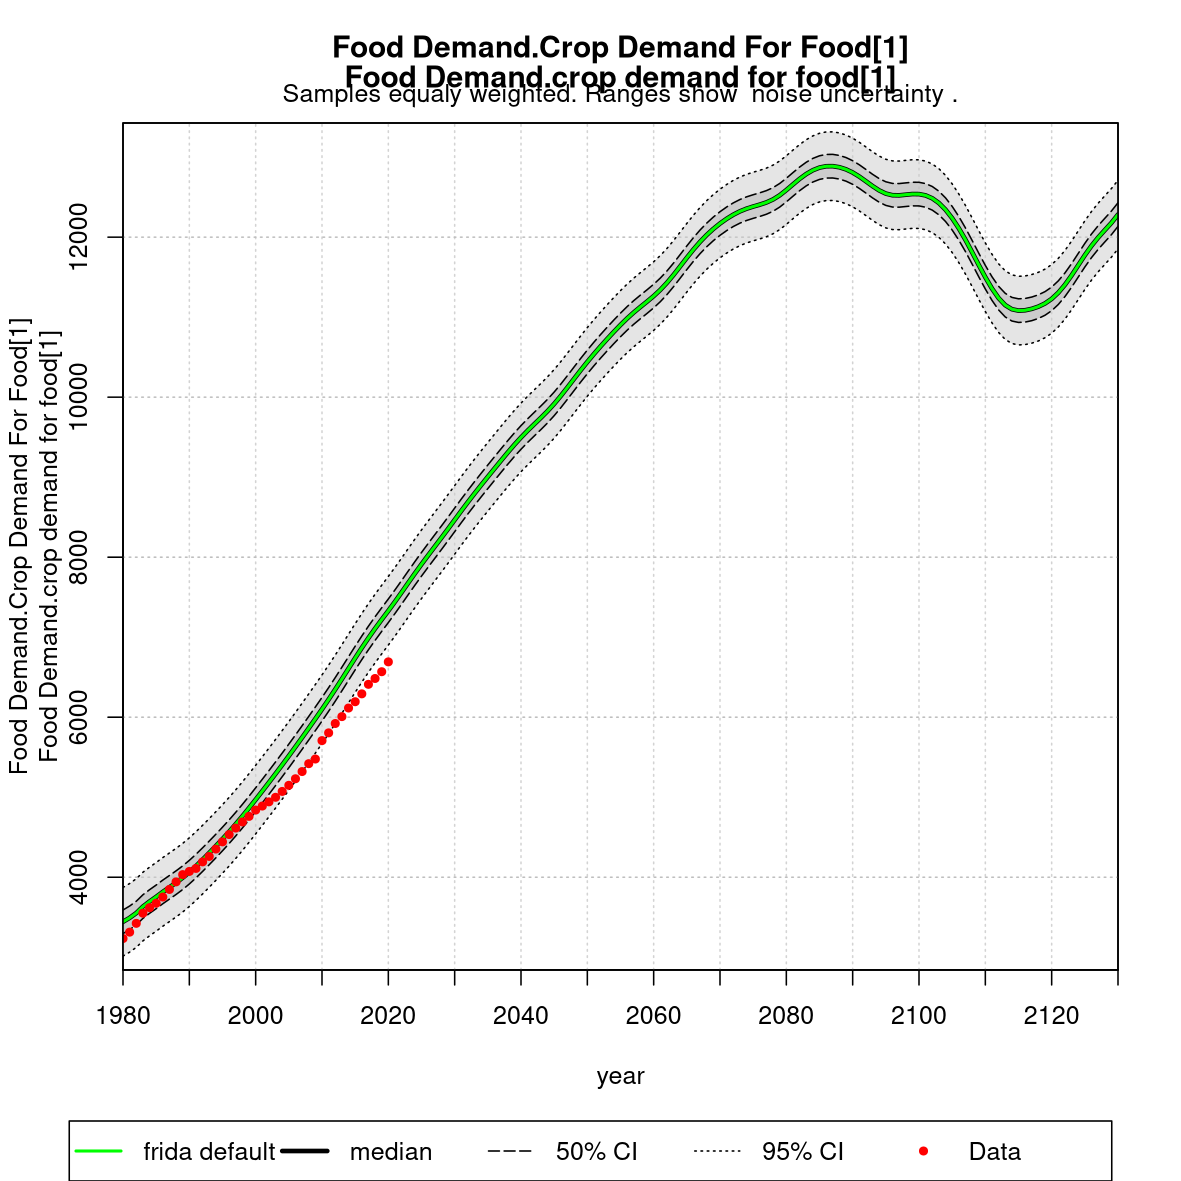 Food Demand.Crop Demand For Food[1]
Food Demand.crop demand for food[1]
Samples equaly weighted. Ranges show  noise uncertainty .
Food Demand.Crop Demand For Food[1]
Food Demand.crop demand for food[1]
12000
10000
8000
6000
4000
1980 2000 2020 2040 2060 2080 2100 2120
year
frida default median 50% CI 95% CI Data